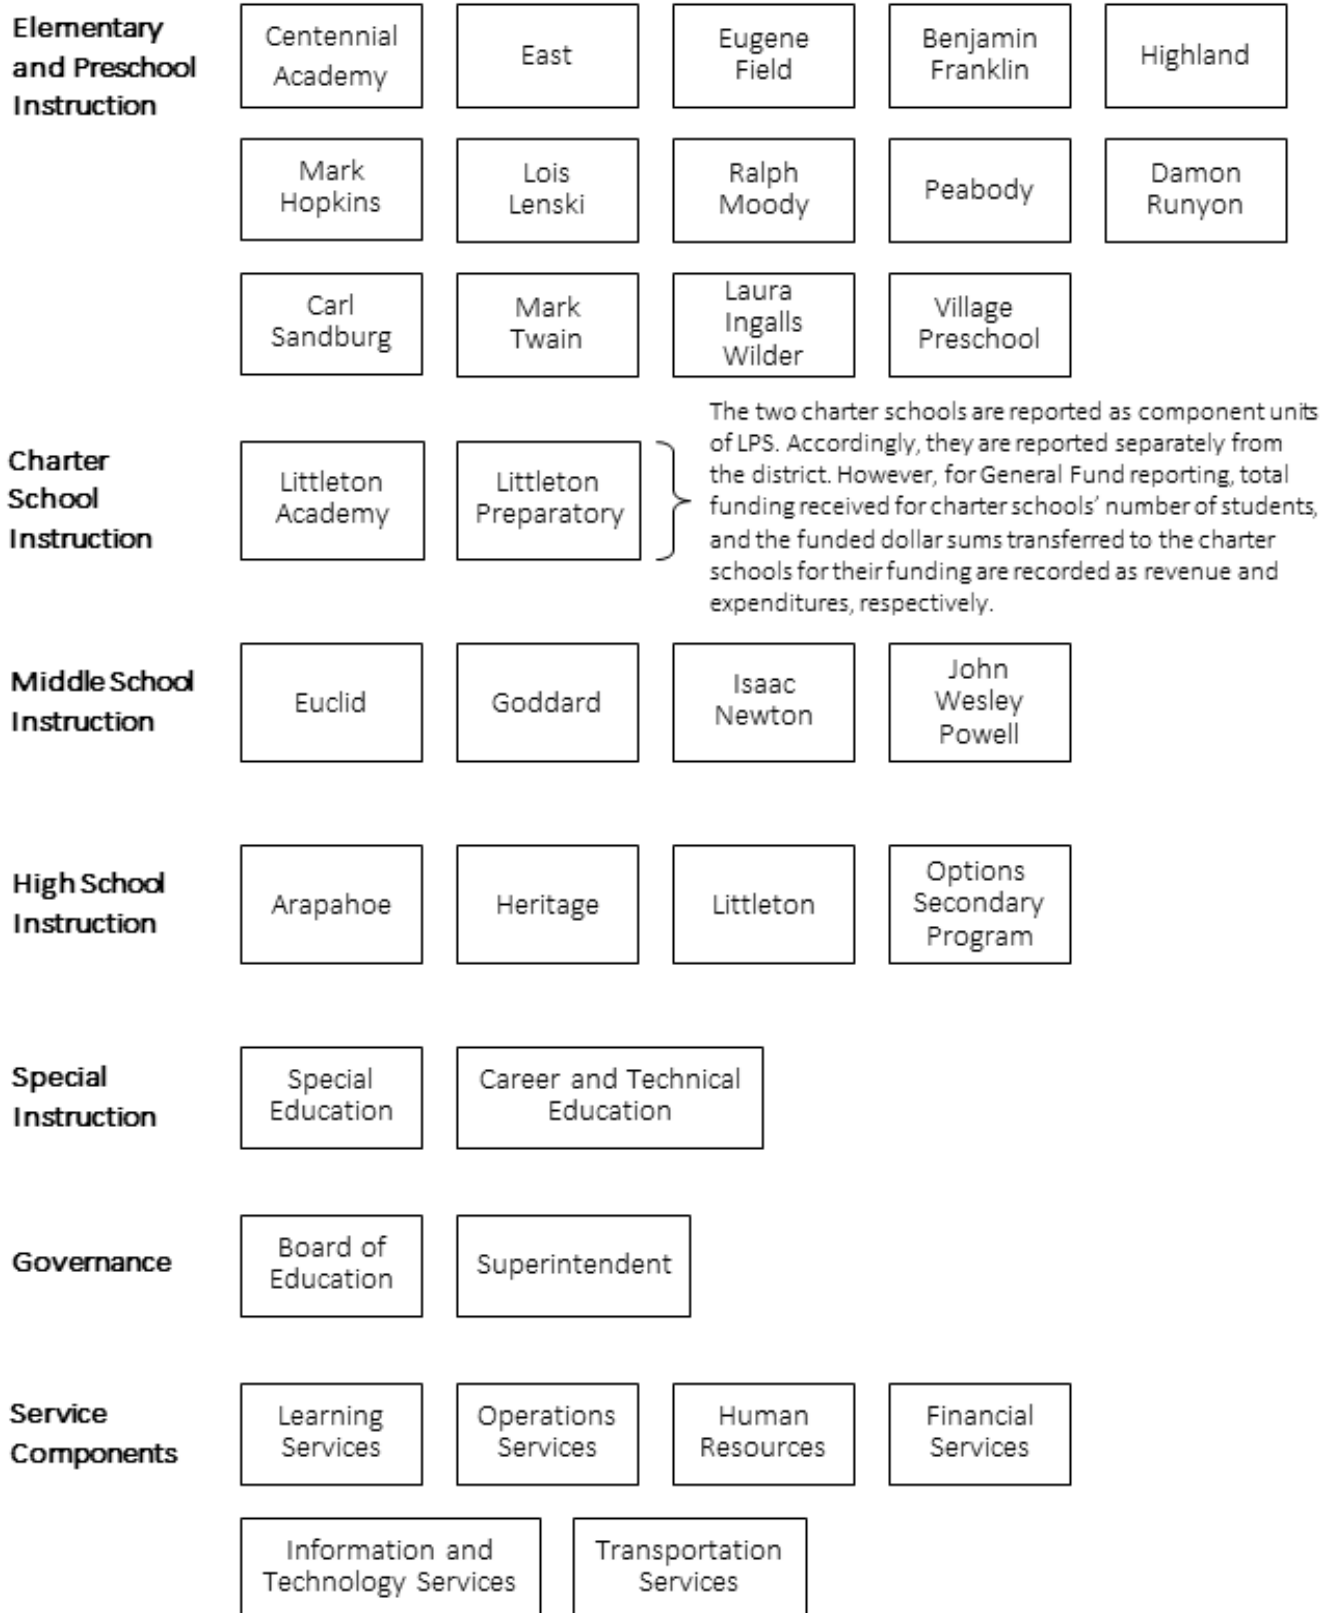 Elementary
and Preschool
Instruction
Centennial
Academy
East
Eugene
Field
Benjamin
Franklin
Highland
Mark
Hopkins
Lois
Lenski
Ralph
Moody
Peabody
Damon
Runyon
Carl
Sandburg
Mark
Twain
Laura
Ingalls
Wilder
Village
Preschool
Charter
School
Instruction
Littleton
Academy
Littleton
Preparatory
The two charter schools are reported as component units
of LPS. Accordingly, they are reported separately from
the district. However, for General Fund reporting, total
funding received for charter schools’ number of students,
and the funded dollar sums transferred to the charter
schools for their funding are recorded as revenue and
expenditures, respectively.
Middle School
Instruction
Euclid
Goddard
Isaac
Newton
John
Wesley
Powell
High School
Instruction
Arapahoe
Heritage
Littleton
Options
Secondary
Program
Special
Instruction
Special
Education
Career and Technical
Education
Governance
Board of
Education
Superintendent
Service
Components
Learning
Services
Operations
Services
Human
Resources
Financial
Services
Information and
Technology Services
Transportation
Services